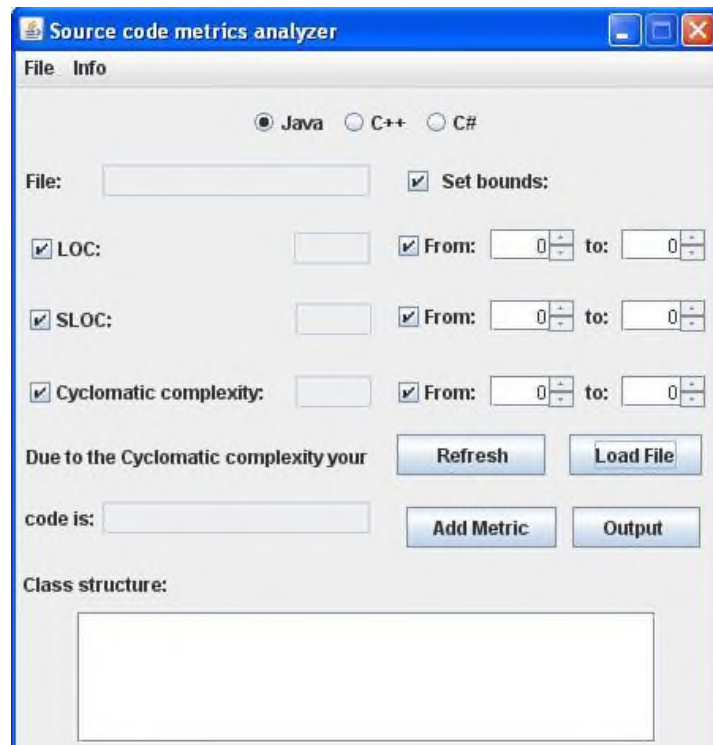 Source code metrics analyzer
File Info
Java C++ C#
File: Set bounds:
LOC: From: 0 to: 0
SLOC: From: 0 to: 0
Cyclomatic complexity: From: 0 to: 0
Due to the Cyclomatic complexity your Refresh Load File
code is: Add Metric Output
Class structure: